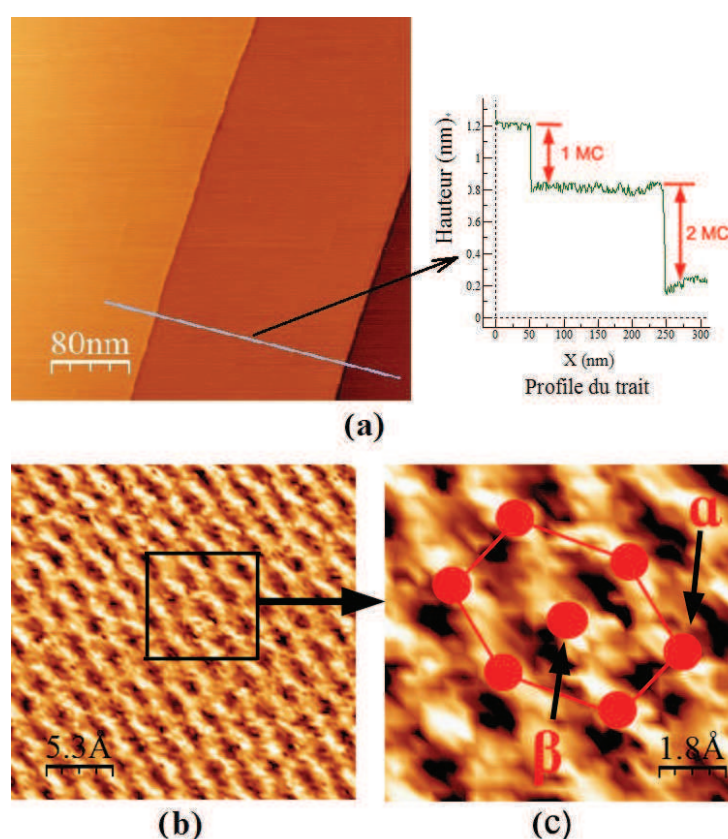 80nm
Hauteur (nm)
1.2
1
0.8
0.6
0.4
0.2
0
1 MC
2 MC
0 50 100 150 200 250 300
X (nm)
Profile du trait
(a)
5.3Å
(b)
α
β
1.8Å
(c)